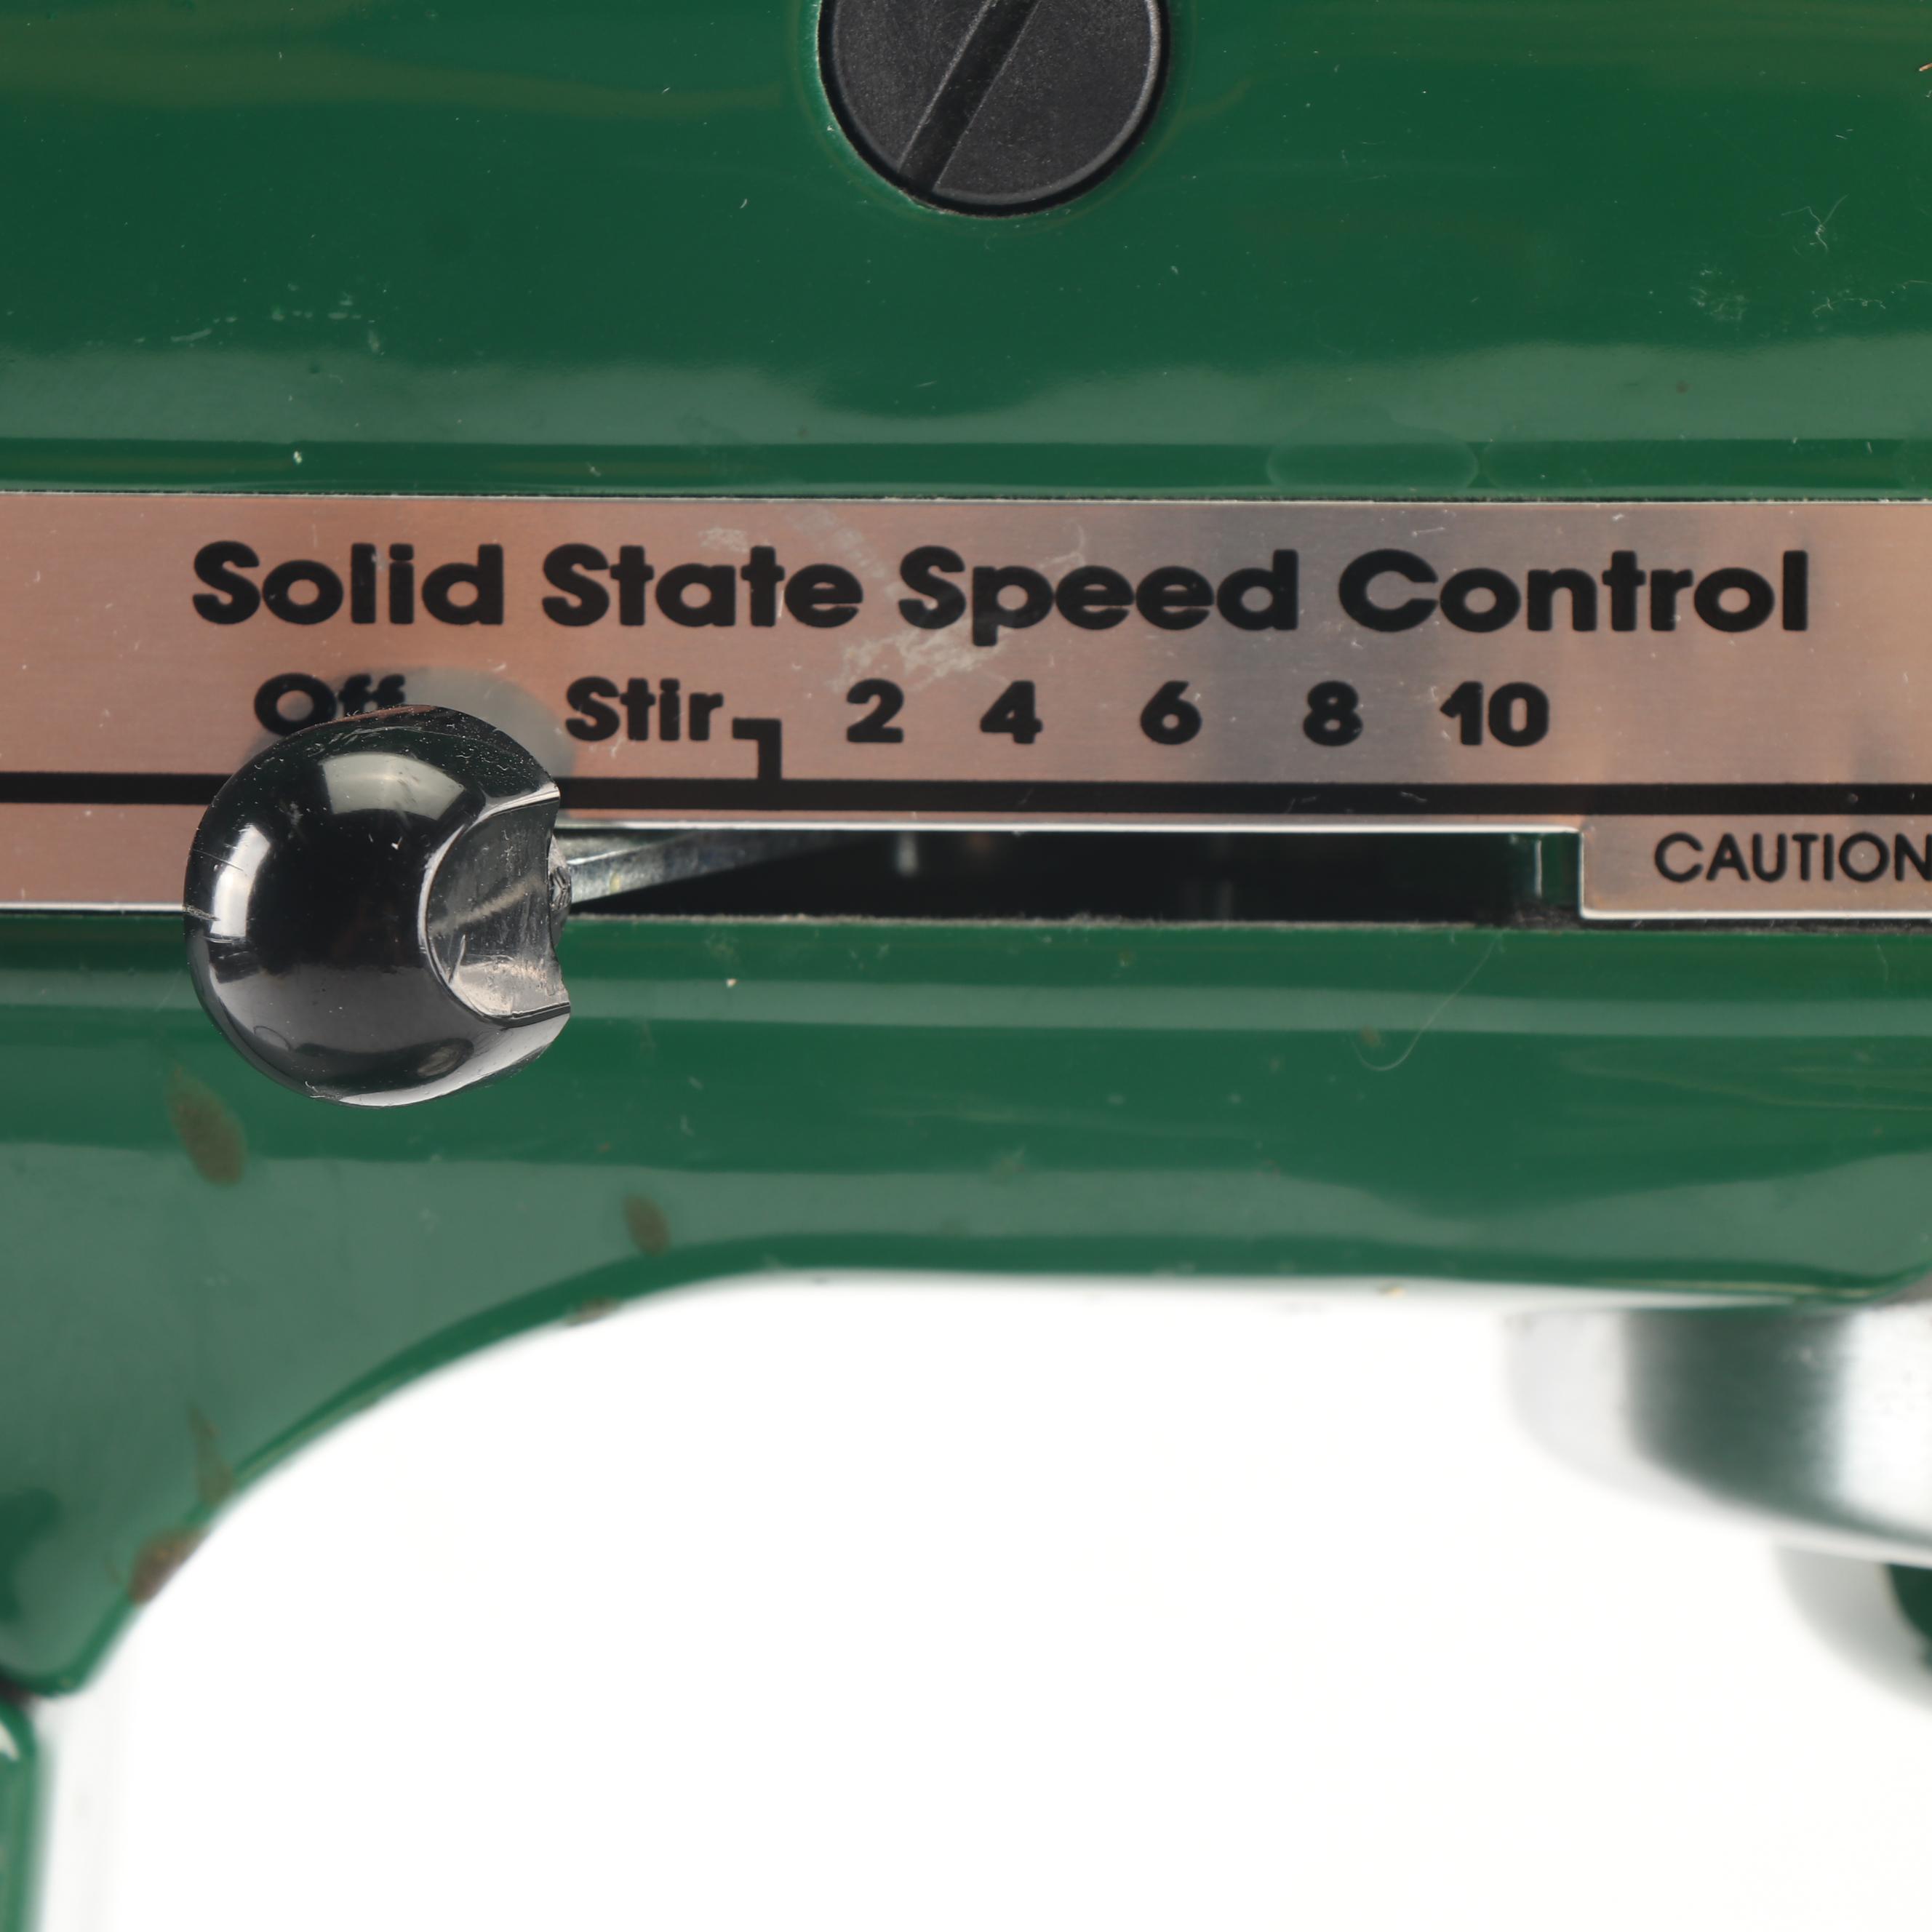 Solid State Speed Control
Off Stir 2 4 6 8 10
CAUTION